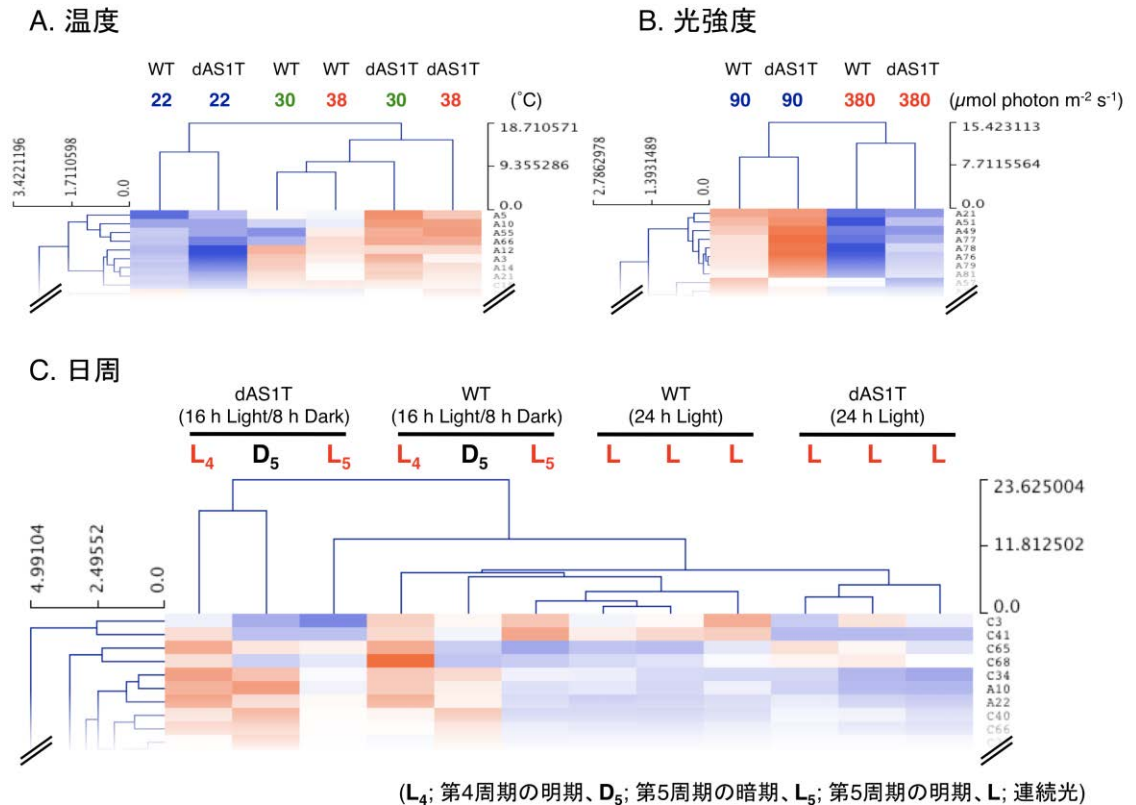 A. 温度
WT dAS1T WT WT dAS1T dAS1T
22 22 30 38 30 38 (°C)
3.4221196
1.7110598
0.0
18.710571
9.355286
0.0
A5
A10
A55
A66
A12
A3
A14
A21
B. 光強度
WT dAS1T WT dAS1T
90 90 380 380 (μmol photon m⁻² s⁻¹)
2.7862978
1.3931489
0.0
15.423113
7.7115564
0.0
A21
A51
A49
A77
A78
A76
A79
A81
A57
C. 日周
dAS1T WT WT dAS1T
(16 h Light/8 h Dark) (16 h Light/8 h Dark) (24 h Light) (24 h Light)
L₄ D₅ L₅ L₄ D₅ L₅ L L L L L L
4.99104
2.49552
0.0
23.625004
11.812502
0.0
C3
C41
C65
C68
C34
A10
A22
C40
C66
(L₄; 第4周期の明期、D₅; 第5周期の暗期、L₅; 第5周期の明期、L; 連続光)